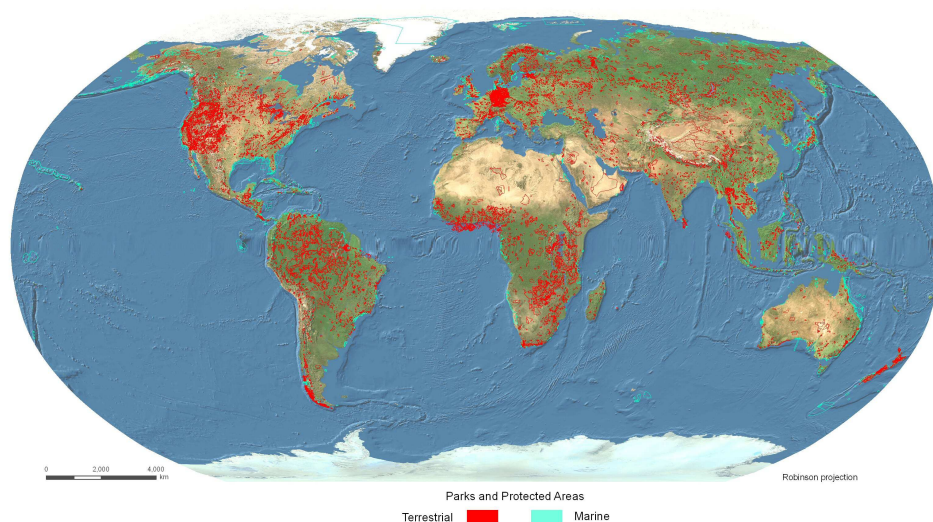 0 2,000 4,000
km
Robinson projection
Parks and Protected Areas
Terrestrial Marine